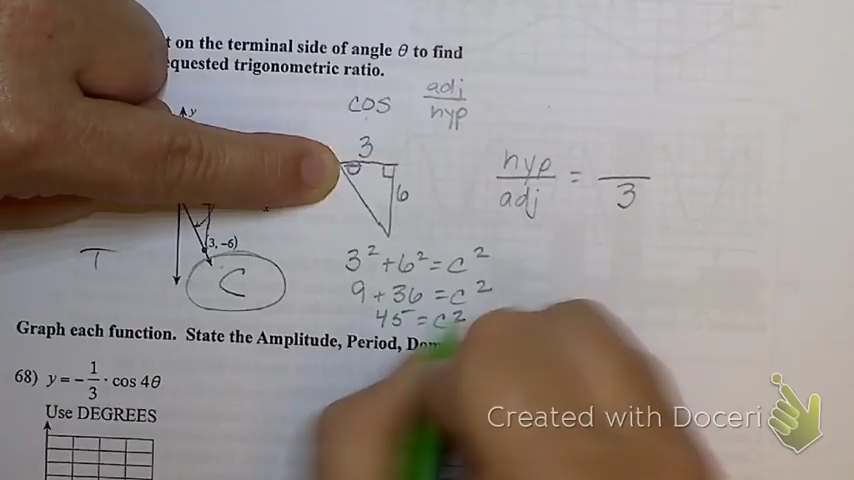 t on the terminal side of angle θ to find
quested trigonometric ratio.
y
cos adj/hyp
3
6
hyp/adj = /3
(3, -6)
T
C
3² + 6² = c²
9 + 36 = c²
45 = c²
Graph each function. State the Amplitude, Period, Dom
68) y = -1/3 · cos 4θ
Use DEGREES
Created with Doceri